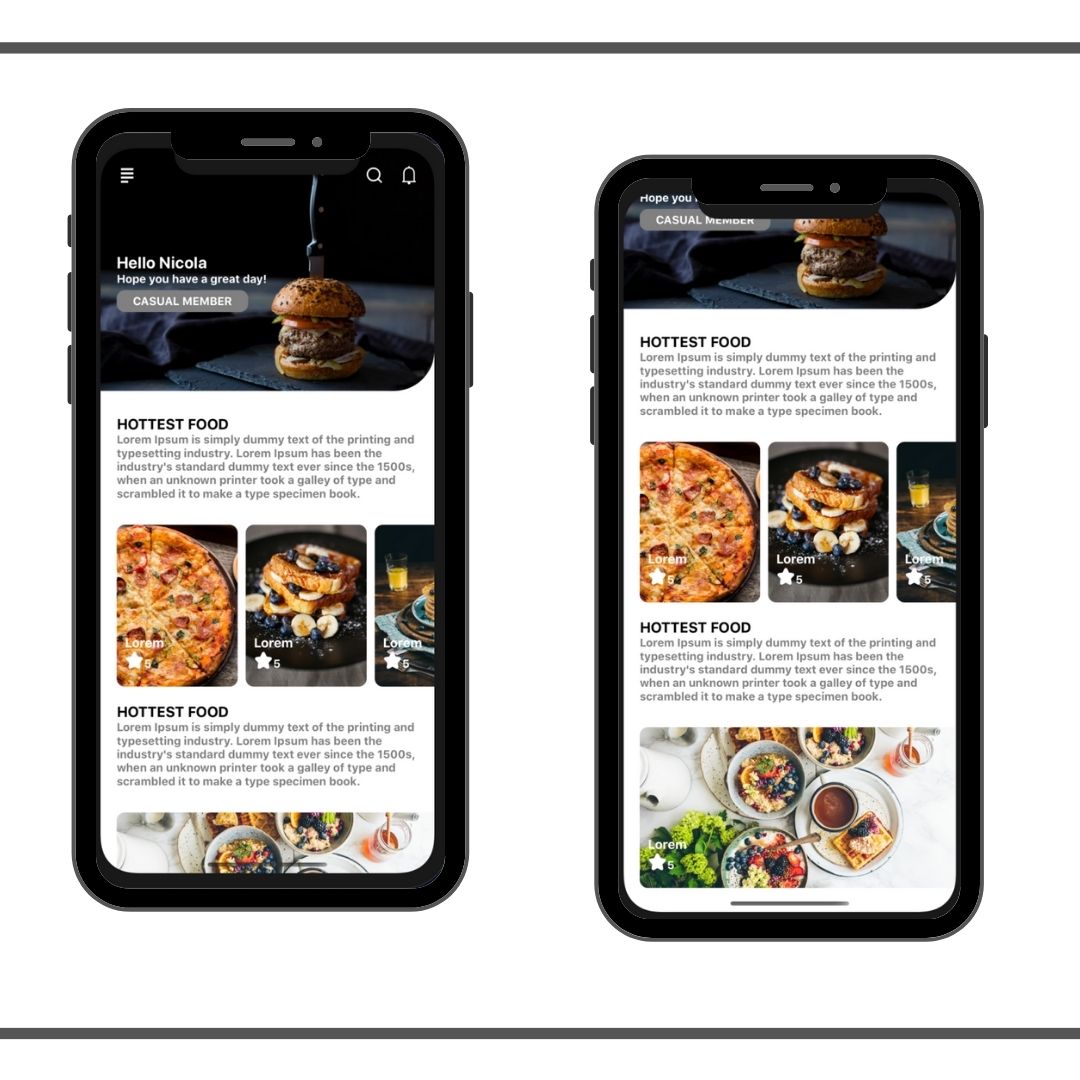 Hello Nicola
Hope you have a great day!
CASUAL MEMBER
HOTTEST FOOD
Lorem Ipsum is simply dummy text of the printing and
typesetting industry. Lorem Ipsum has been the
industry's standard dummy text ever since the 1500s,
when an unknown printer took a galley of type and
scrambled it to make a type specimen book.
Lorem
5
Lorem
5
Lorem
5
HOTTEST FOOD
Lorem Ipsum is simply dummy text of the printing and
typesetting industry. Lorem Ipsum has been the
industry's standard dummy text ever since the 1500s,
when an unknown printer took a galley of type and
scrambled it to make a type specimen book.
Hope you
CASUAL MEMBER
HOTTEST FOOD
Lorem Ipsum is simply dummy text of the printing and
typesetting industry. Lorem Ipsum has been the
industry's standard dummy text ever since the 1500s,
when an unknown printer took a galley of type and
scrambled it to make a type specimen book.
Lorem
5
Lorem
5
Lorem
5
HOTTEST FOOD
Lorem Ipsum is simply dummy text of the printing and
typesetting industry. Lorem Ipsum has been the
industry's standard dummy text ever since the 1500s,
when an unknown printer took a galley of type and
scrambled it to make a type specimen book.
Lorem
5